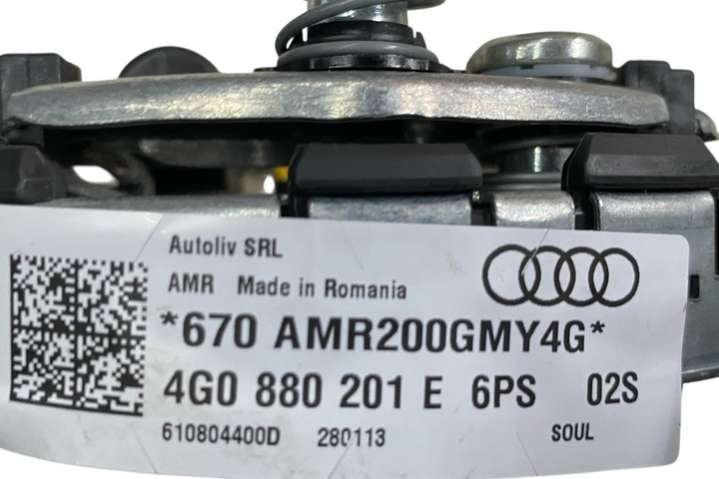 Autoliv SRL
AMR Made in Romania
*670 AMR200GMY4G*
4G0 880 201 E 6PS 02S
610804400D 280113 SOUL